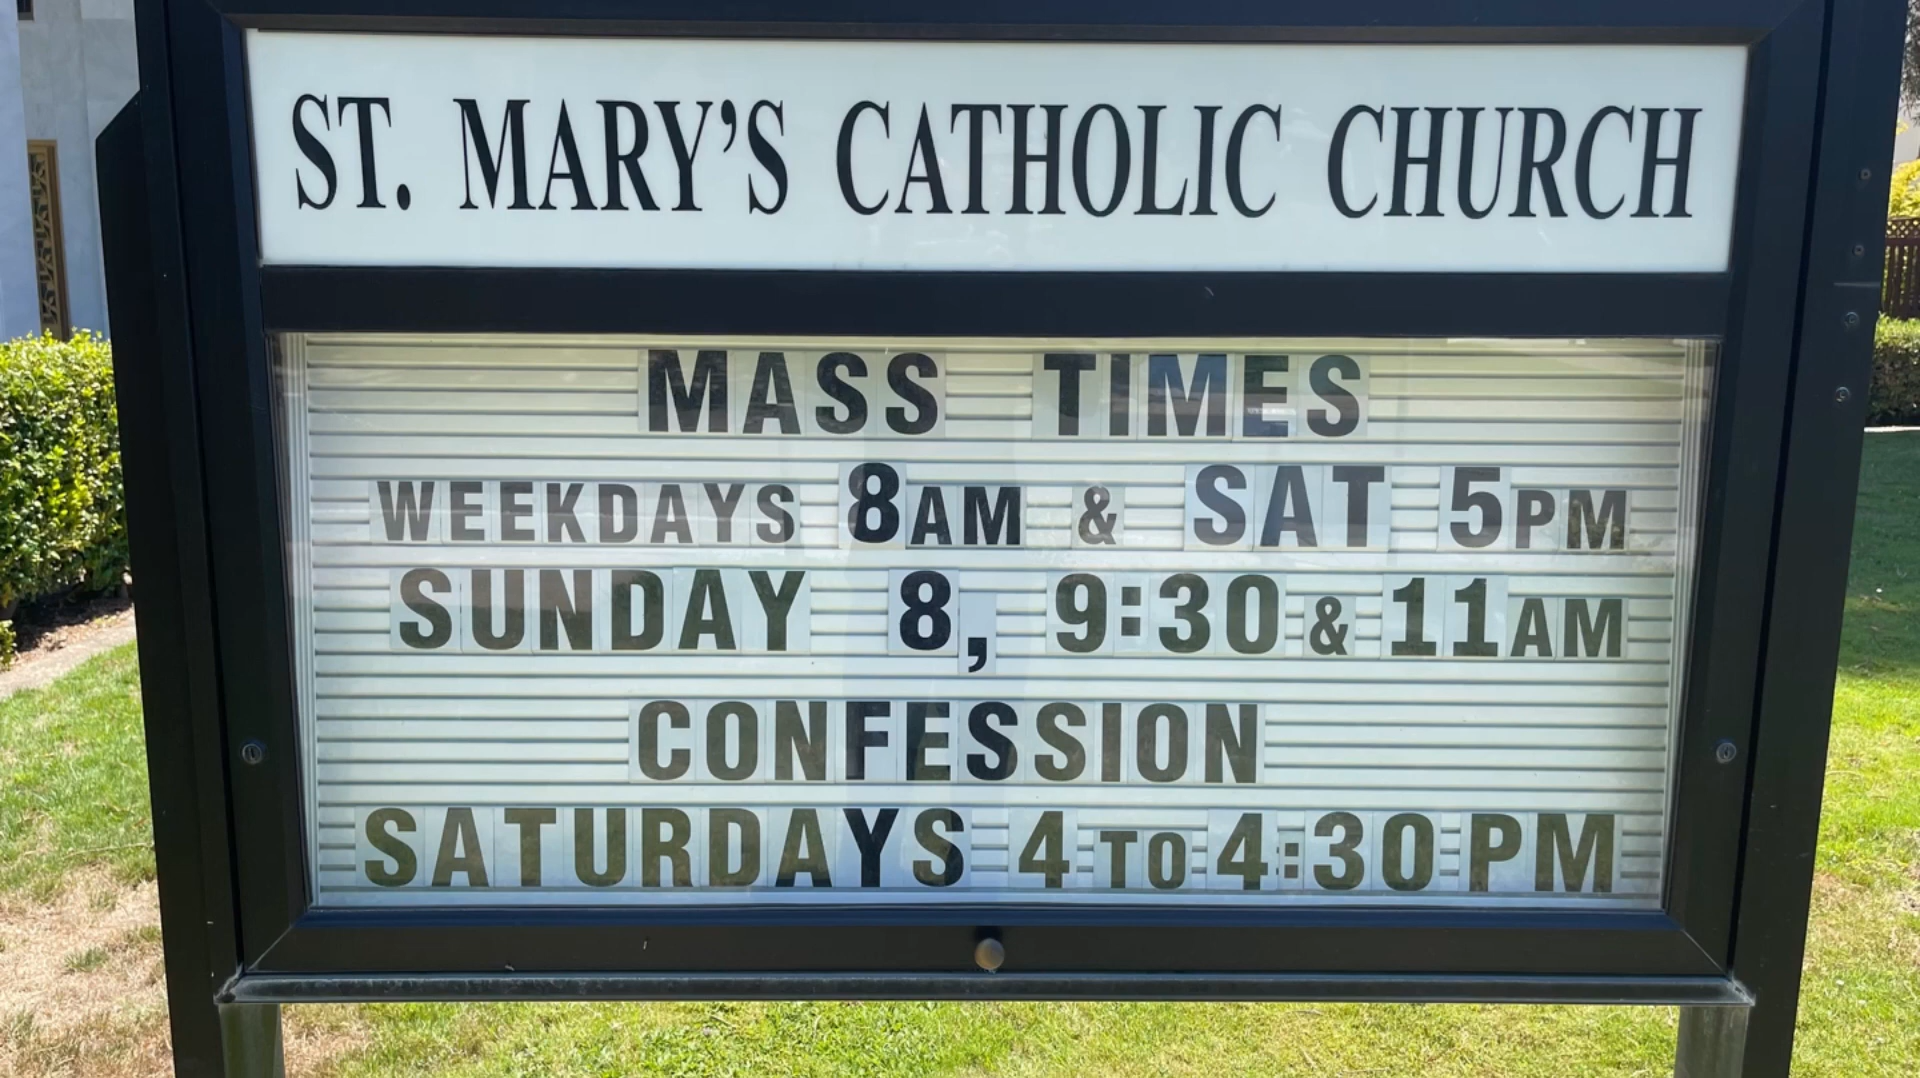 ST. MARY'S CATHOLIC CHURCH
MASS TIMES
WEEKDAYS 8AM & SAT 5PM
SUNDAY 8, 9:30 & 11AM
CONFESSION
SATURDAYS 4 TO 4:30 PM